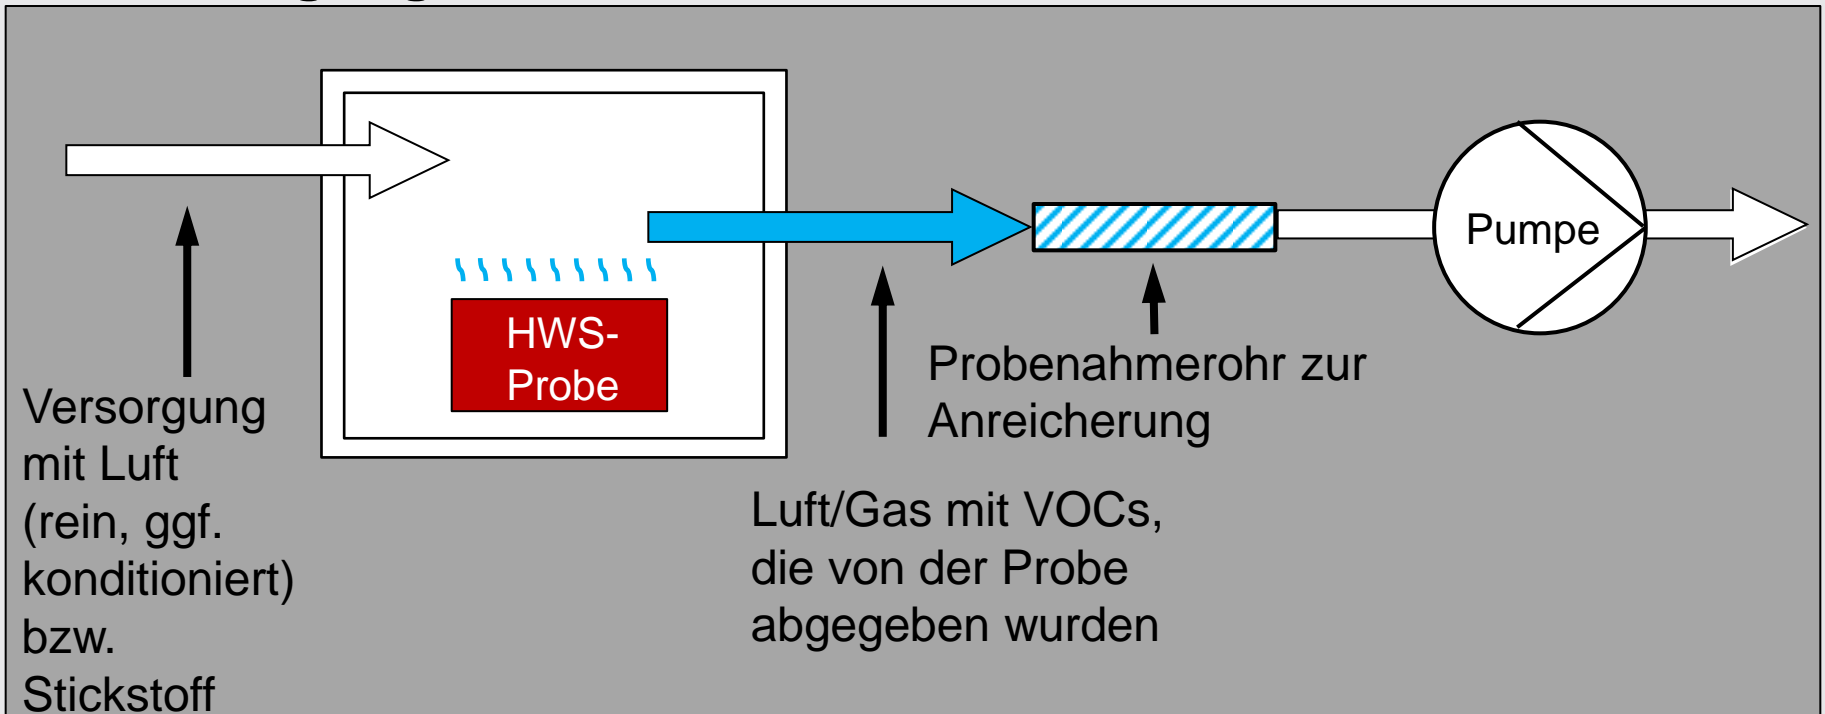 HWS-
Probe
Pumpe
Versorgung
mit Luft
(rein, ggf.
konditioniert)
bzw.
Stickstoff
Probenahmerohr zur
Anreicherung
Luft/Gas mit VOCs,
die von der Probe
abgegeben wurden